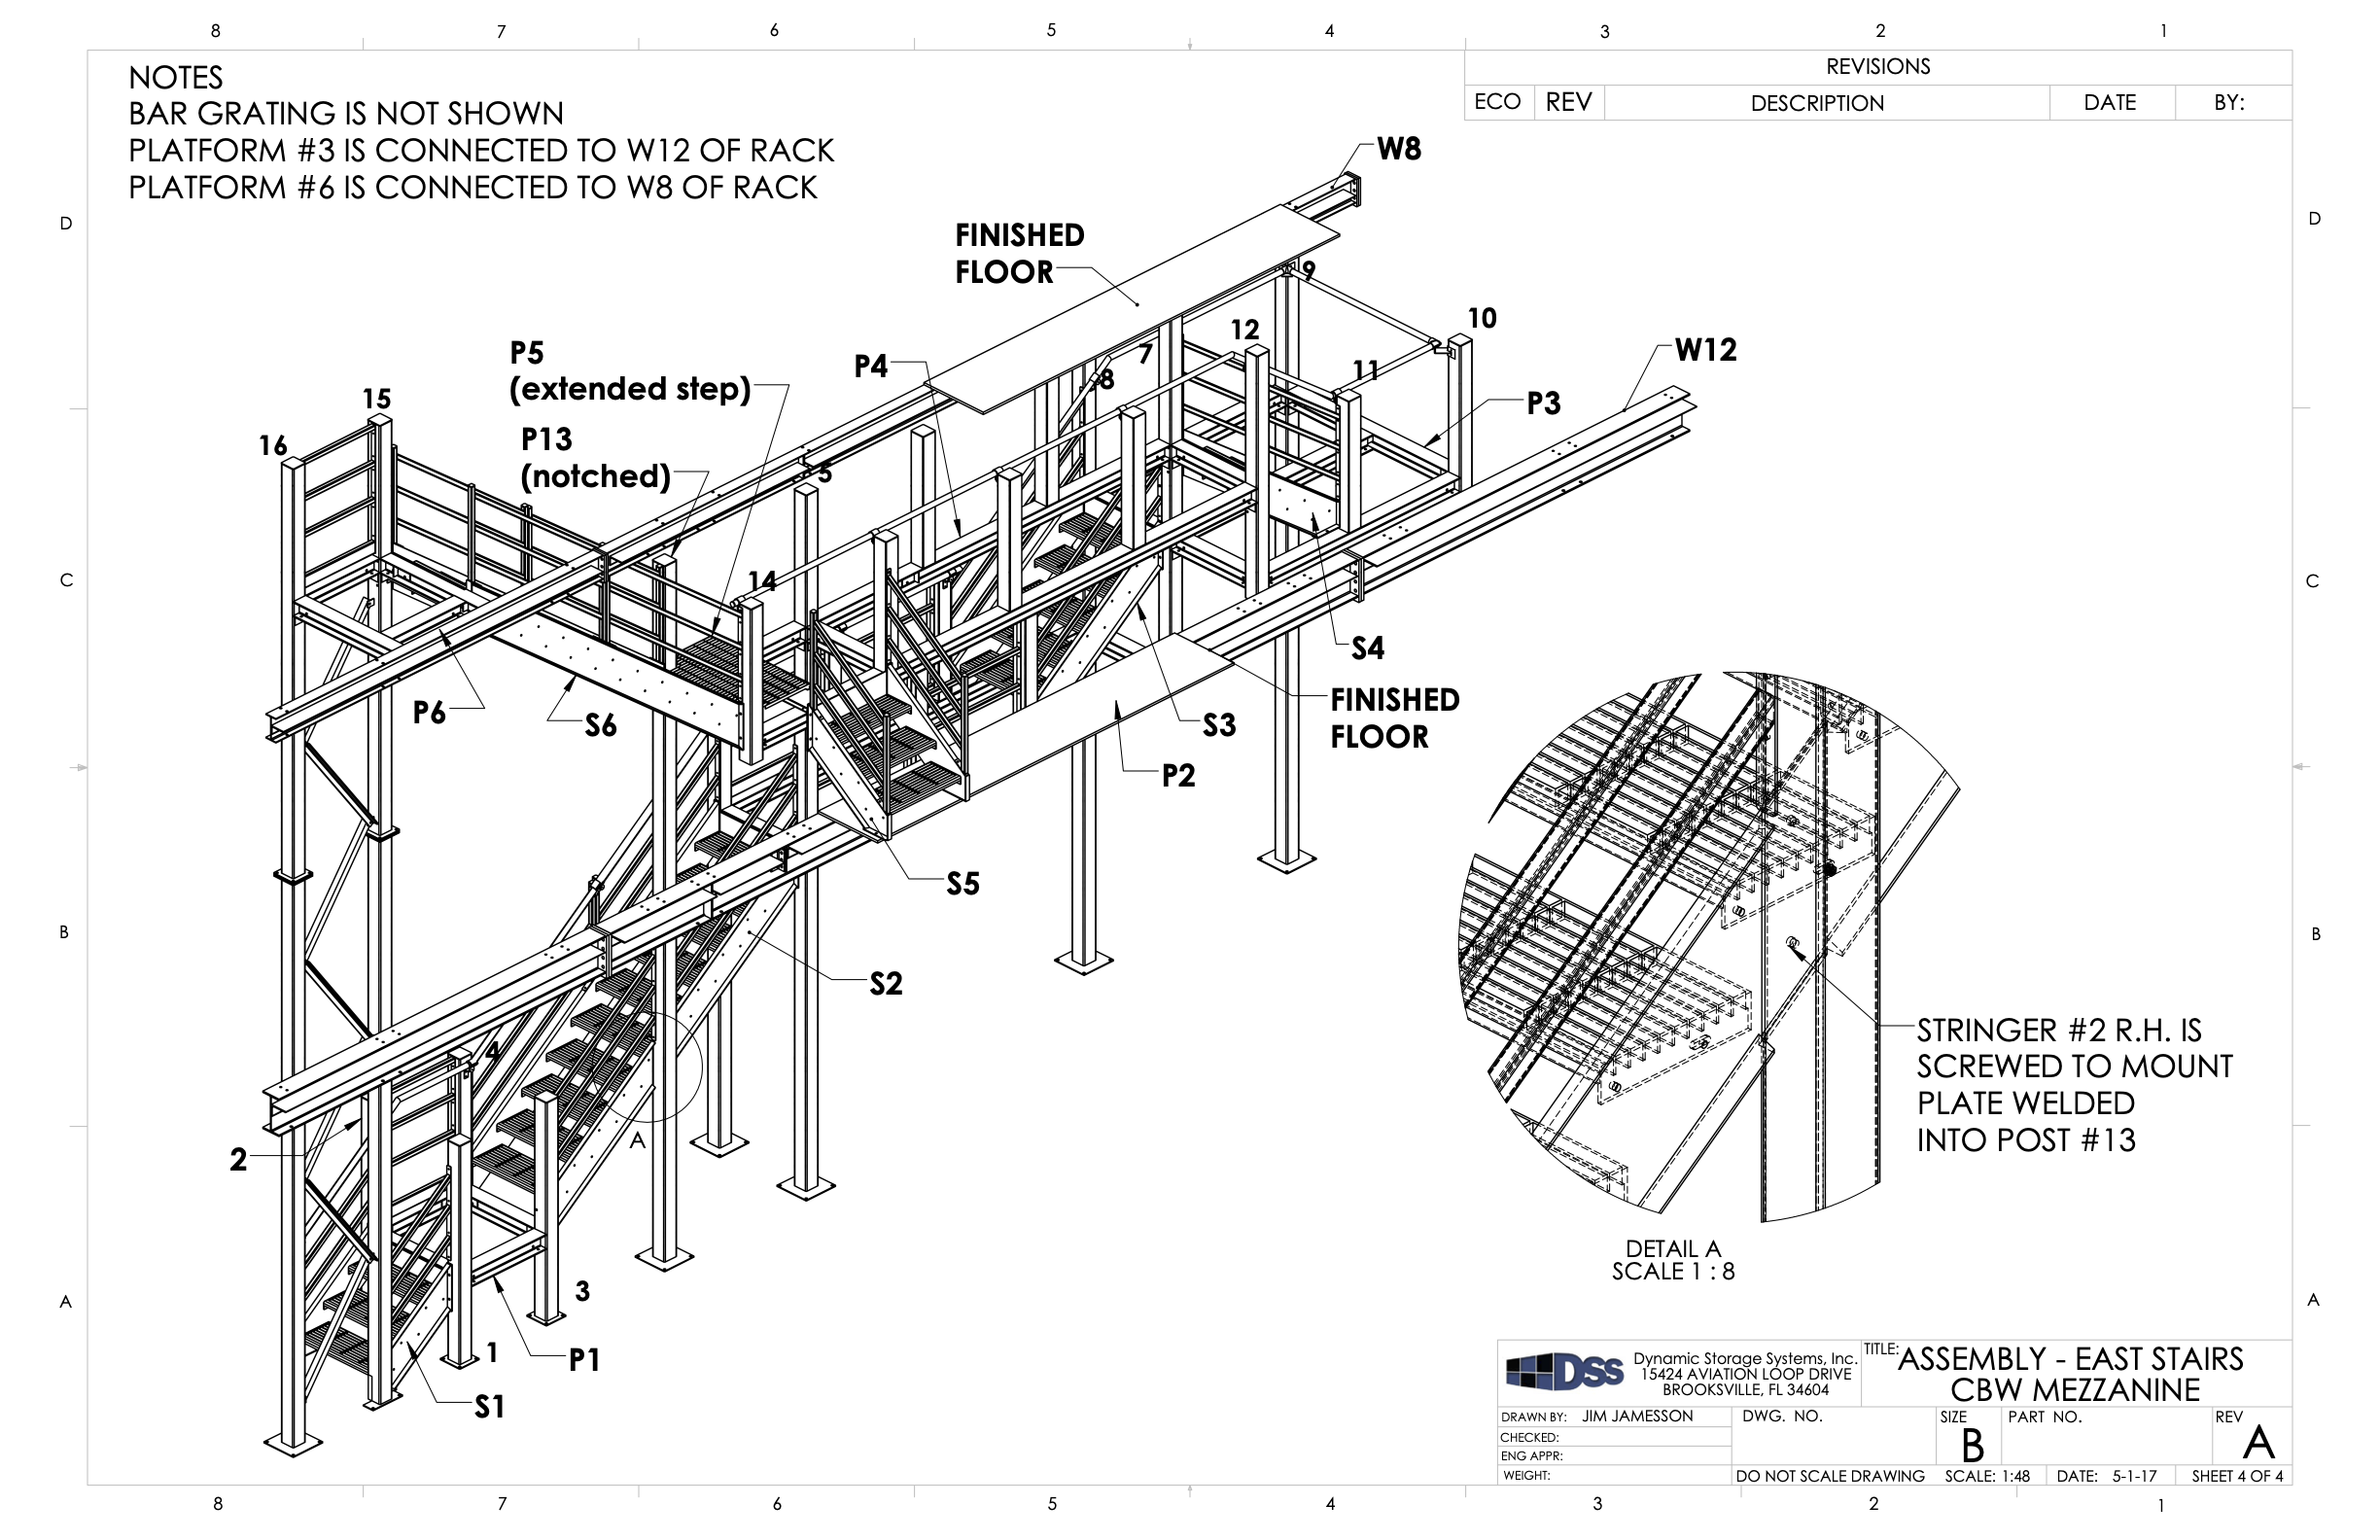 8 7 6 5 4 3 2 1
NOTES
BAR GRATING IS NOT SHOWN
PLATFORM #3 IS CONNECTED TO W12 OF RACK
PLATFORM #6 IS CONNECTED TO W8 OF RACK
REVISIONS
ECO REV DESCRIPTION DATE BY:
W8
D D
FINISHED
FLOOR
9
10
12
7
W12
P5
(extended step)
P4
8
11
15
P3
16
P13
(notched)
5
14
C C
S4
P6
S6
FINISHED
FLOOR
S3
P2
S5
B B
S2
STRINGER #2 R.H. IS
SCREWED TO MOUNT
PLATE WELDED
INTO POST #13
4
A
2
DETAIL A
SCALE 1 : 8
3
A A
1
P1
S1
DSS
Dynamic Storage Systems, Inc.
15424 AVIATION LOOP DRIVE
BROOKSVILLE, FL 34604
TITLE: ASSEMBLY - EAST STAIRS
CBW MEZZANINE
DRAWN BY: JIM JAMESSON
CHECKED:
ENG APPR:
WEIGHT:
DWG. NO.
SIZE
B
PART NO.
REV
A
DO NOT SCALE DRAWING SCALE: 1:48 DATE: 5-1-17 SHEET 4 OF 4
8 7 6 5 4 3 2 1